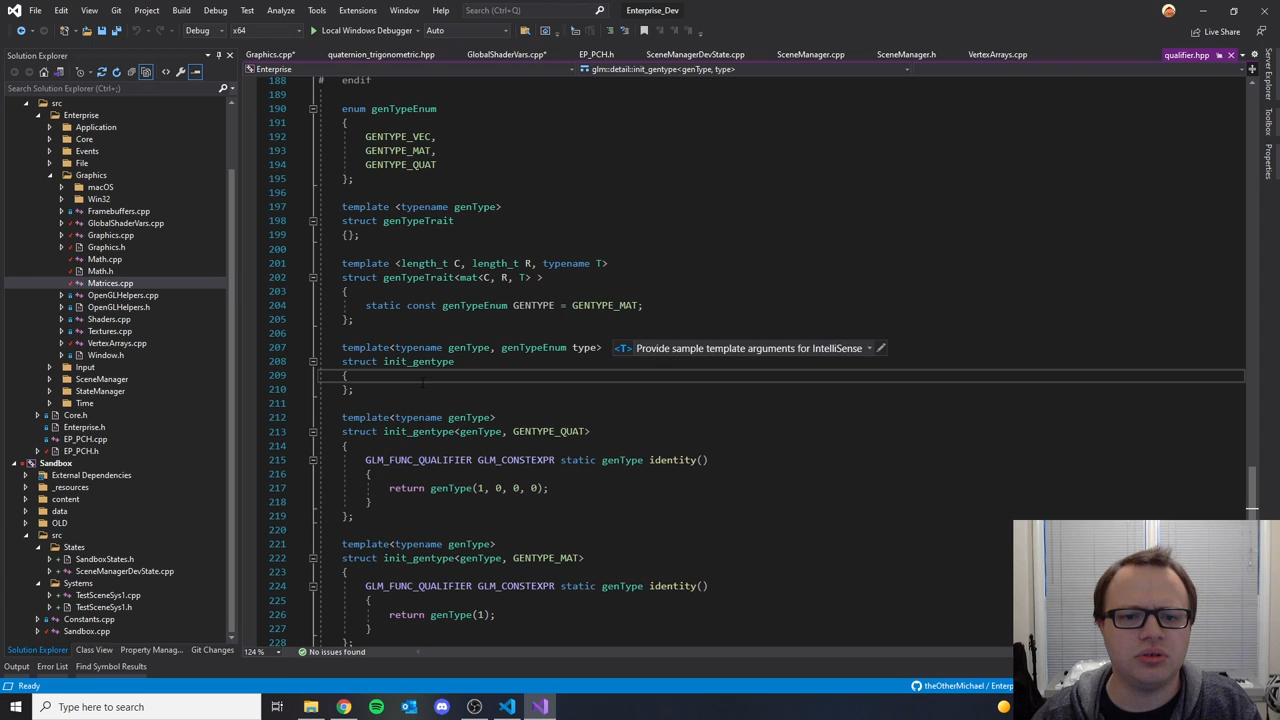 File Edit View Git Project Build Debug Test Analyze Tools Extensions Window Help Search (Ctrl+Q) Enterprise_Dev
Debug x64 Local Windows Debugger Auto Live Share
Solution Explorer
Graphics.cpp* quaternion_trigonometric.hpp GlobalShaderVars.cpp* EP_PCH.h SceneManagerDevState.cpp SceneManager.cpp SceneManager.h VertexArrays.cpp qualifier.hpp
Enterprise glm::detail::init_gentype<genType, type>
Search Solution Explorer (Ctrl+;)
src
Enterprise
Application
Core
Events
File
Graphics
macOS
Win32
Framebuffers.cpp
GlobalShaderVars.cpp
Graphics.cpp
Graphics.h
Math.cpp
Math.h
Matrices.cpp
OpenGLHelpers.cpp
OpenGLHelpers.h
Shaders.cpp
Textures.cpp
VertexArrays.cpp
Window.h
Input
SceneManager
StateManager
Time
Core.h
Enterprise.h
EP_PCH.cpp
EP_PCH.h
Sandbox
External Dependencies
_resources
content
data
OLD
src
States
SandboxStates.h
SceneManagerDevState.cpp
Systems
TestSceneSys1.cpp
TestSceneSys1.h
Constants.cpp
Sandbox.cpp
188 # endif
189
190 enum genTypeEnum
191 {
192 GENTYPE_VEC,
193 GENTYPE_MAT,
194 GENTYPE_QUAT
195 };
196
197 template <typename genType>
198 struct genTypeTrait
199 {};
200
201 template <length_t C, length_t R, typename T>
202 struct genTypeTrait<mat<C, R, T> >
203 {
204 static const genTypeEnum GENTYPE = GENTYPE_MAT;
205 };
206
207 template<typename genType, genTypeEnum type> <T> Provide sample template arguments for IntelliSense
208 struct init_gentype
209 {
210 };
211
212 template<typename genType>
213 struct init_gentype<genType, GENTYPE_QUAT>
214 {
215 GLM_FUNC_QUALIFIER GLM_CONSTEXPR static genType identity()
216 {
217 return genType(1, 0, 0, 0);
218 }
219 };
220
221 template<typename genType>
222 struct init_gentype<genType, GENTYPE_MAT>
223 {
224 GLM_FUNC_QUALIFIER GLM_CONSTEXPR static genType identity()
225 {
226 return genType(1);
227 }
228 };
Server Explorer
Toolbox
Properties
Solution Explorer Class View Property Manag... Git Changes
124 % No issues found
Output Error List Find Symbol Results
Ready theOtherMichael / Enterp
Type here to search